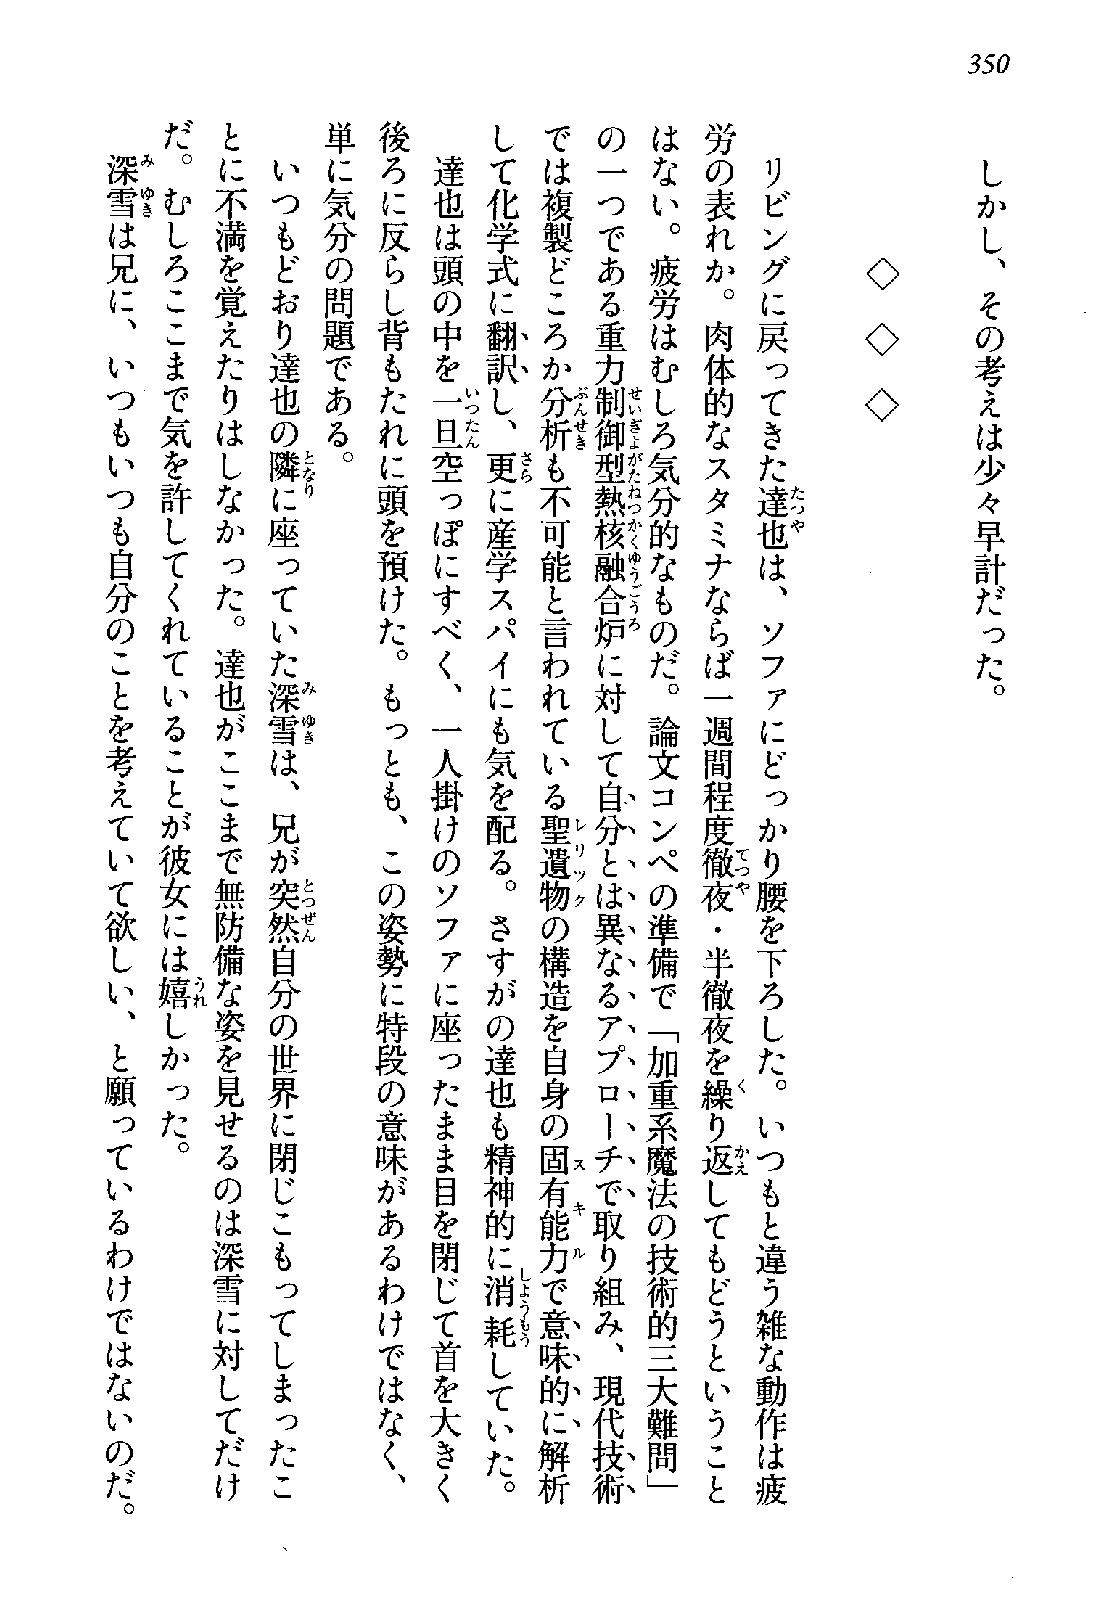 350
しかし、その考えは少々早計だった。
◇　◇　◇
リビングに戻ってきた達也は、ソファにどっかり腰を下ろした。いつもと違う雑な動作は疲
労の表れか。肉体的なスタミナならば一週間程度徹夜・半徹夜を繰り返してもどうということ
はない。疲労はむしろ気分的なものだ。論文コンペの準備で「加重系魔法の技術的三大難問」
の一つである重力制御型熱核融合炉に対して自分とは異なるアプローチで取り組み、現代技術
では複製どころか分析も不可能と言われている聖遺物の構造を自身の固有能力で意味的に解析
して化学式に翻訳し、更に産学スパイにも気を配る。さすがの達也も精神的に消耗していた。
達也は頭の中を一旦空っぽにすべく、一人掛けのソファに座ったまま目を閉じて首を大きく
後ろに反らし背もたれに頭を預けた。もっとも、この姿勢に特段の意味があるわけではなく、
単に気分の問題である。
いつもどおり達也の隣に座っていた深雪は、兄が突然自分の世界に閉じこもってしまったこ
とに不満を覚えたりはしなかった。達也がここまで無防備な姿を見せるのは深雪に対してだけ
だ。むしろここまで気を許してくれていることが彼女には嬉しかった。
深雪は兄に、いつもいつも自分のことを考えていて欲しい、と願っているわけではないのだ。